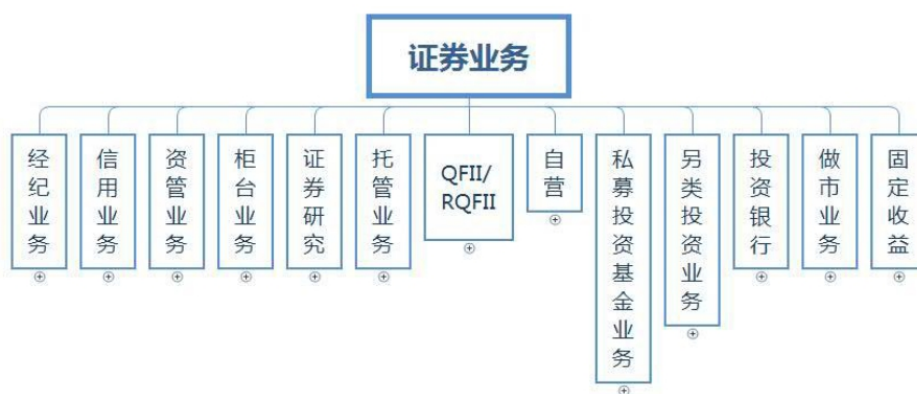 证券业务
经纪业务
信用业务
资管业务
柜台业务
证券研究
托管业务
QFII/
RQFII
自营
私募投资基金业务
另类投资业务
投资银行
做市业务
固定收益